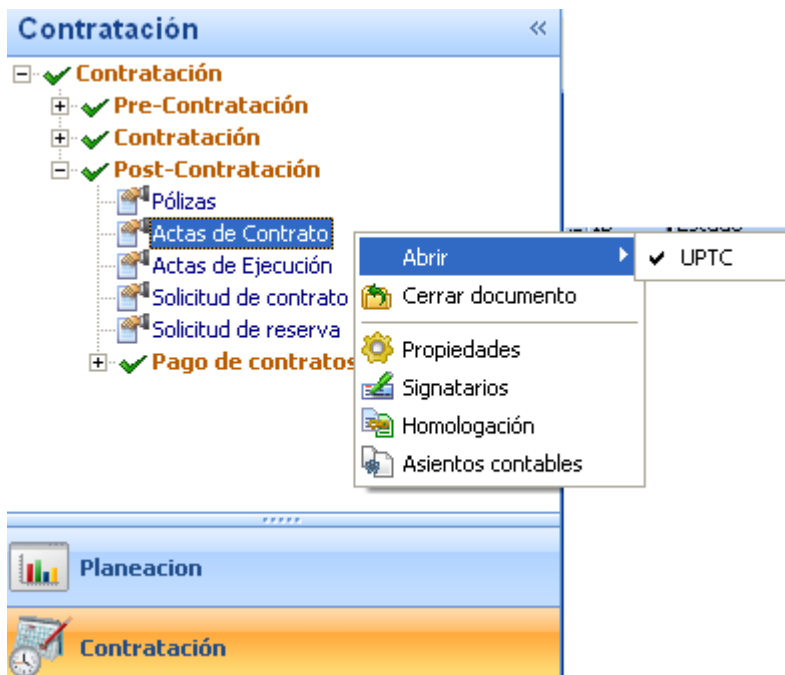 Contratación
Contratación
Pre-Contratación
Contratación
Post-Contratación
Pólizas
Actas de Contrato
Actas de Ejecución
Solicitud de contrato
Solicitud de reserva
Pago de contratos
Abrir
UPTC
Cerrar documento
Propiedades
Signatarios
Homologación
Asientos contables
Planeacion
Contratación